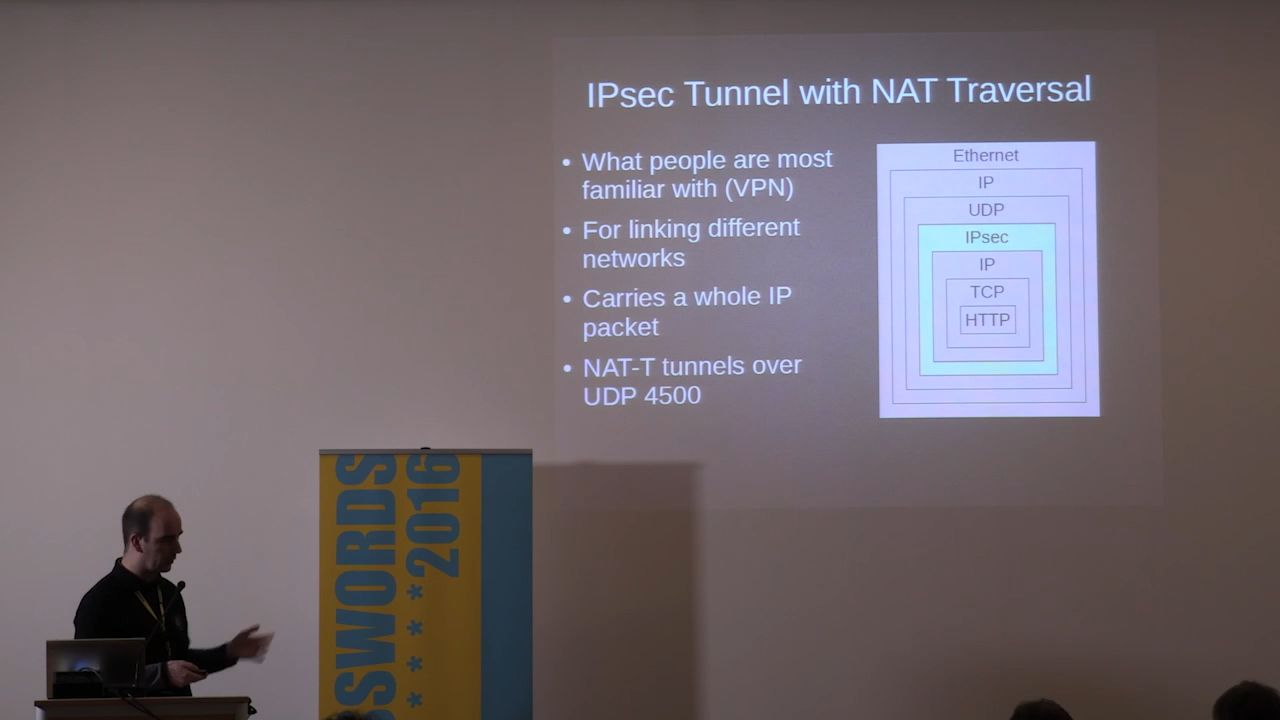 IPsec Tunnel with NAT Traversal
• What people are most
familiar with (VPN)
• For linking different
networks
• Carries a whole IP
packet
• NAT-T tunnels over
UDP 4500
Ethernet
IP
UDP
IPsec
IP
TCP
HTTP
SSWORDS
* * * * *2016